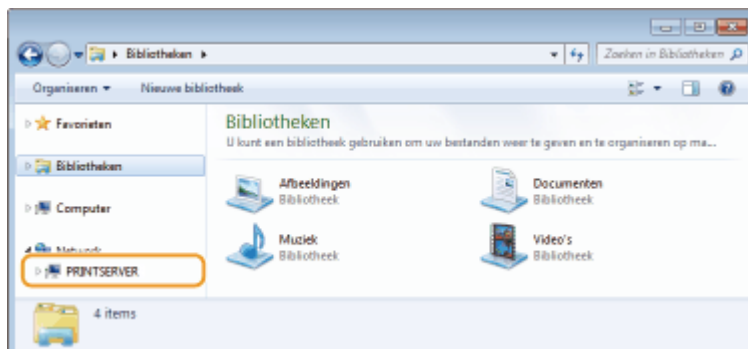 Bibliotheken
Zoeken in Bibliotheken
Organiseren
Nieuwe bibliotheek
Favorieten
Bibliotheken
Computer
Netwerk
PRINTSERVER
Bibliotheken
U kunt een bibliotheek gebruiken om uw bestanden weer te geven en te organiseren op ma...
Afbeeldingen
Bibliotheek
Documenten
Bibliotheek
Muziek
Bibliotheek
Video's
Bibliotheek
4 items